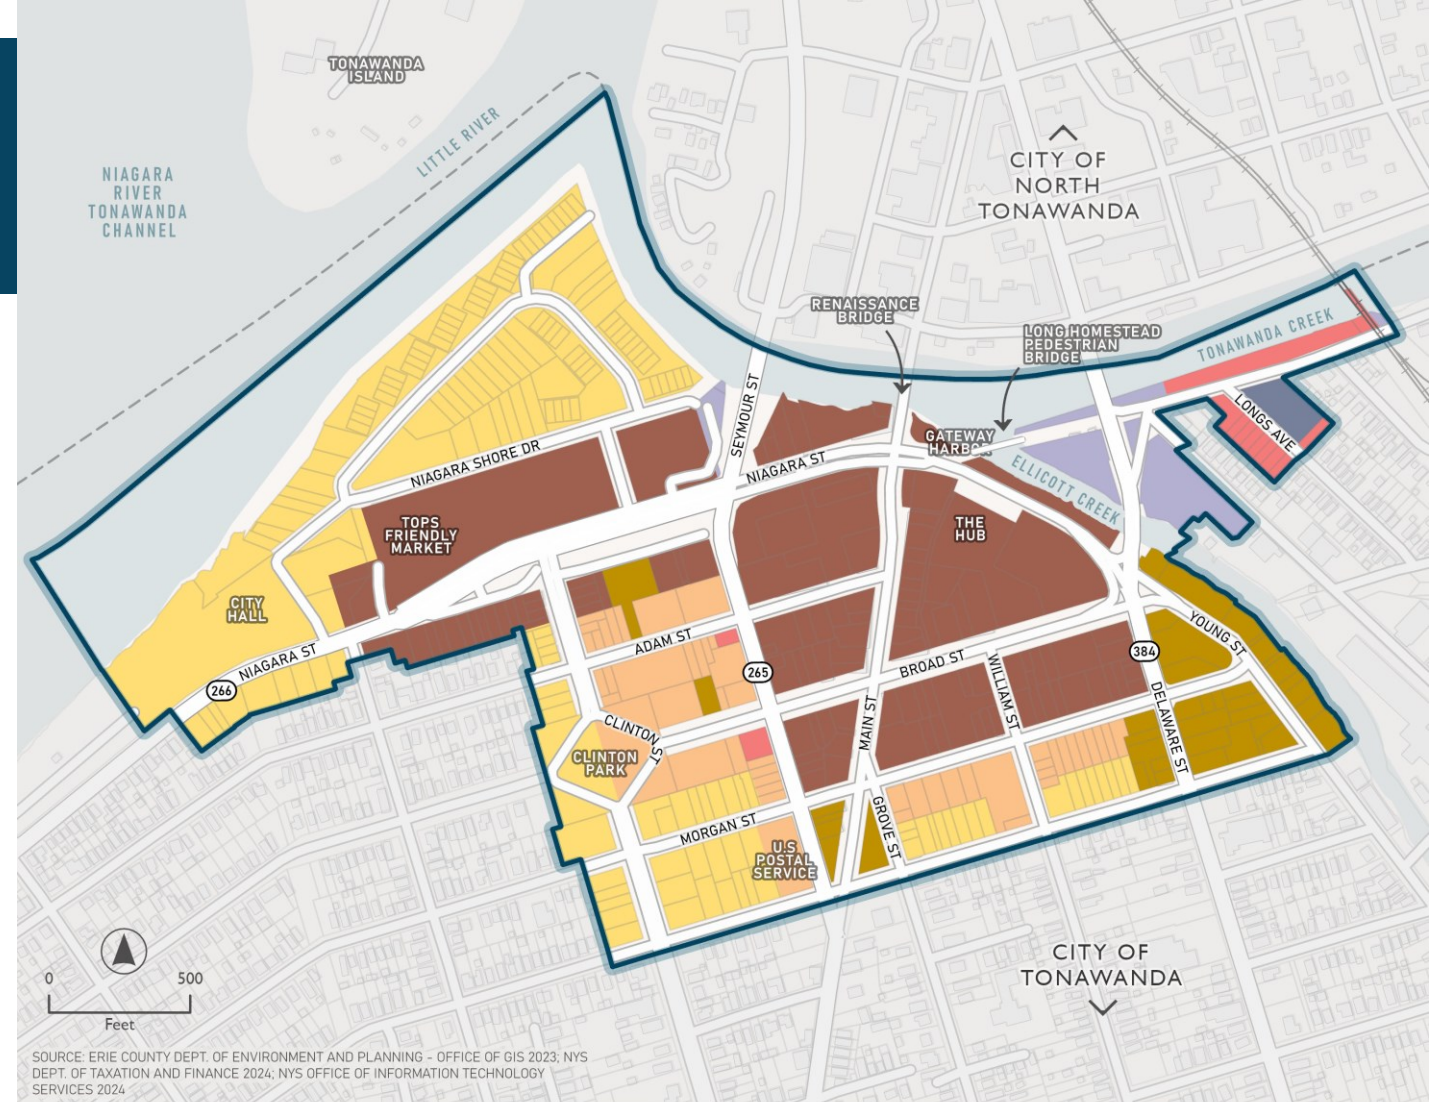 TONAWANDA
ISLAND
LITTLE RIVER
NIAGARA
RIVER
TONAWANDA
CHANNEL
CITY OF
NORTH
TONAWANDA
RENAISSANCE
BRIDGE
LONG HOMESTEAD
PEDESTRIAN
BRIDGE
TONAWANDA CREEK
SEYMOUR ST
LONGS AVE
GATEWAY
HARBOR
NIAGARA SHORE DR
NIAGARA ST
ELLICOTT CREEK
TOPS
FRIENDLY
MARKET
THE
HUB
CITY
HALL
NIAGARA ST
266
ADAM ST
265
BROAD ST
WILLIAM ST
384
YOUNG ST
DELAWARE ST
MAIN ST
CLINTON ST
CLINTON
PARK
MORGAN ST
GROVE ST
U.S
POSTAL
SERVICE
CITY OF
TONAWANDA
0 500
Feet
SOURCE: ERIE COUNTY DEPT. OF ENVIRONMENT AND PLANNING - OFFICE OF GIS 2023; NYS
DEPT. OF TAXATION AND FINANCE 2024; NYS OFFICE OF INFORMATION TECHNOLOGY
SERVICES 2024